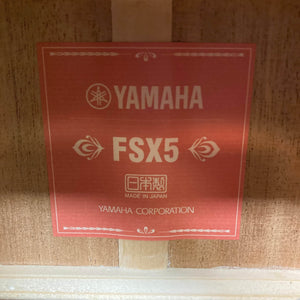 YAMAHA
FSX5
日本製
MADE IN JAPAN
YAMAHA CORPORATION